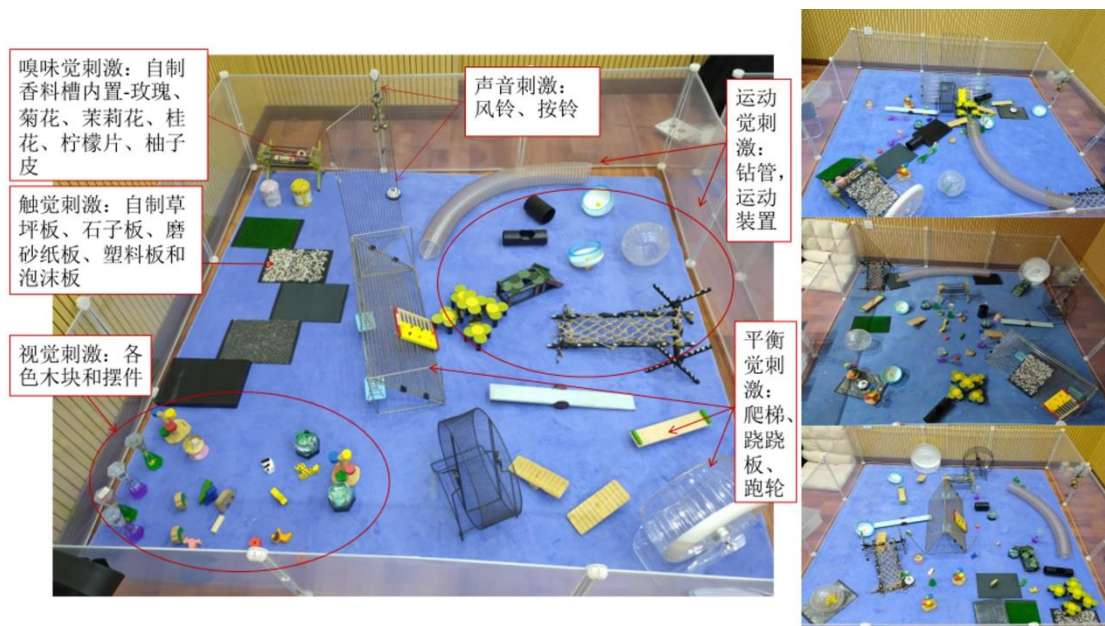 嗅味觉刺激：自制
香料槽内置-玫瑰、
菊花、茉莉花、桂
花、柠檬片、柚子
皮
声音刺激：
风铃、按铃
运动
觉刺
激：
钻管，
运动
装置
触觉刺激：自制草
坪板、石子板、磨
砂纸板、塑料板和
泡沫板
视觉刺激：各
色木块和摆件
平衡
觉刺
激：
爬梯、
跷跷
板、
跑轮